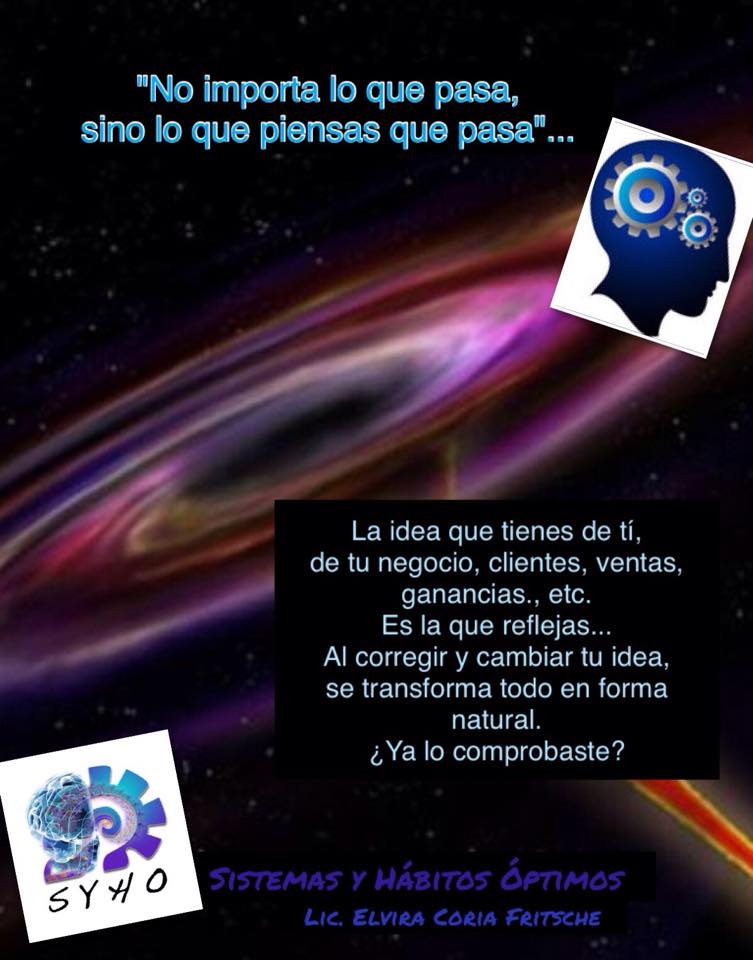 "No importa lo que pasa,
sino lo que piensas que pasa"...
La idea que tienes de tí,
de tu negocio, clientes, ventas,
ganancias., etc.
Es la que reflejas...
Al corregir y cambiar tu idea,
se transforma todo en forma
natural.
¿Ya lo comprobaste?
SYHO
Sistemas y Hábitos Óptimos
Lic. Elvira Coria Fritsche